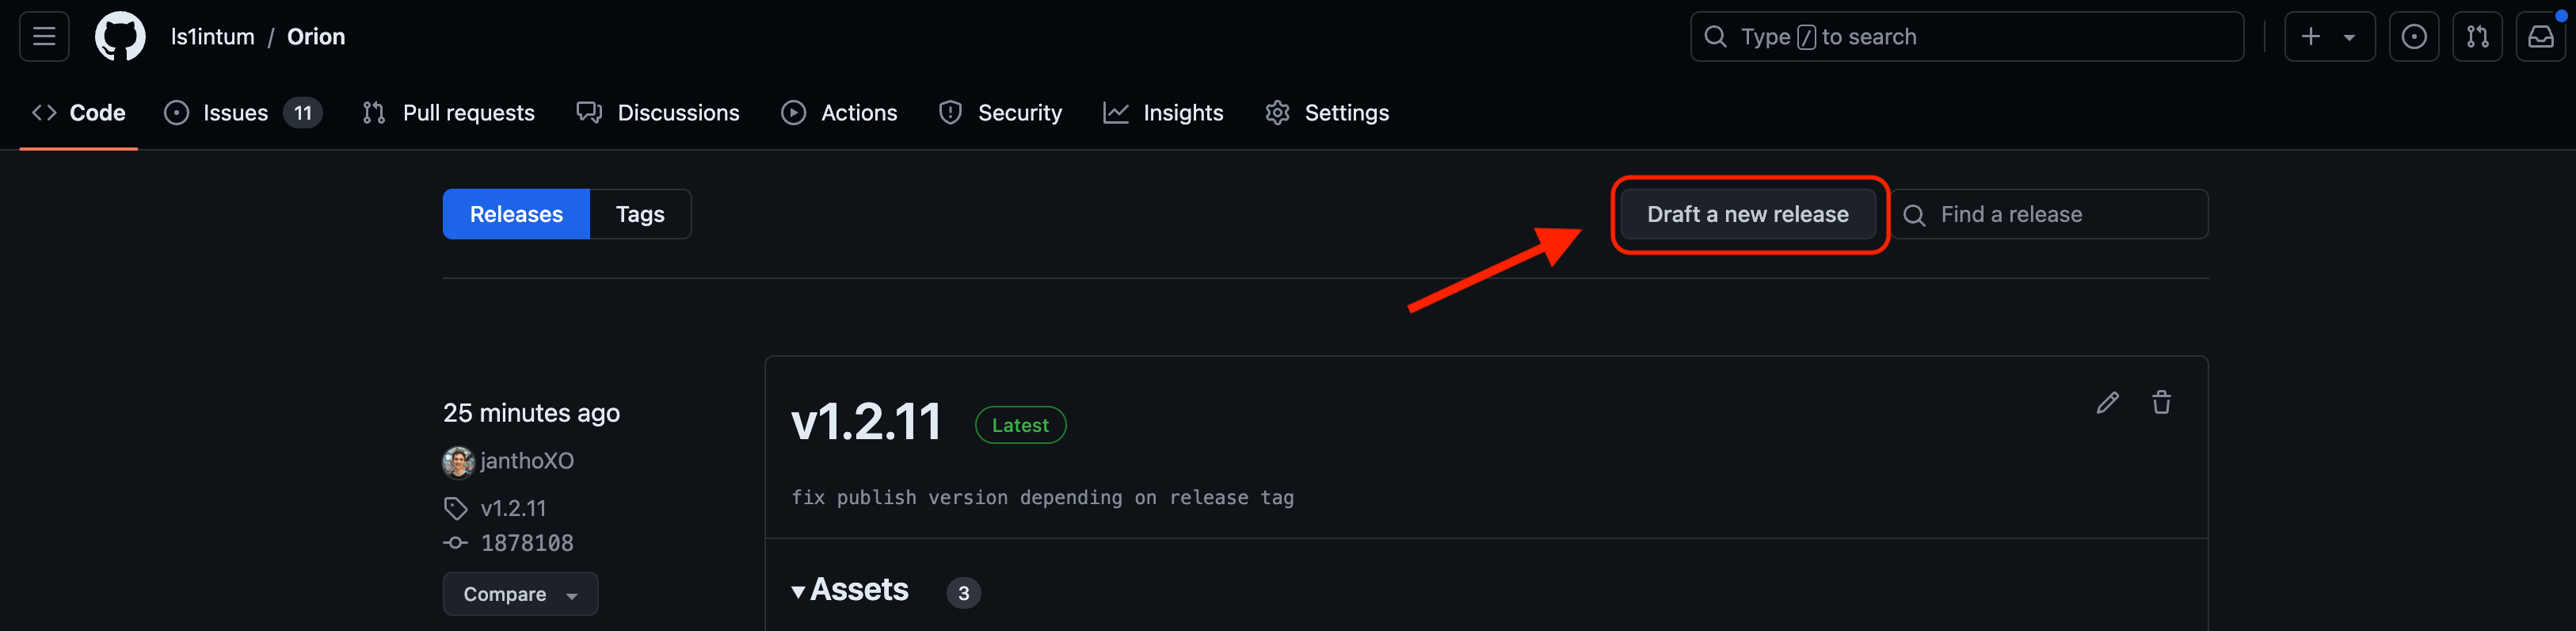 ls1intum / Orion
Type / to search
Code Issues 11 Pull requests Discussions Actions Security Insights Settings
Releases Tags
Draft a new release
Find a release
25 minutes ago
janthoXO
v1.2.11
1878108
Compare
v1.2.11 Latest
fix publish version depending on release tag
Assets 3